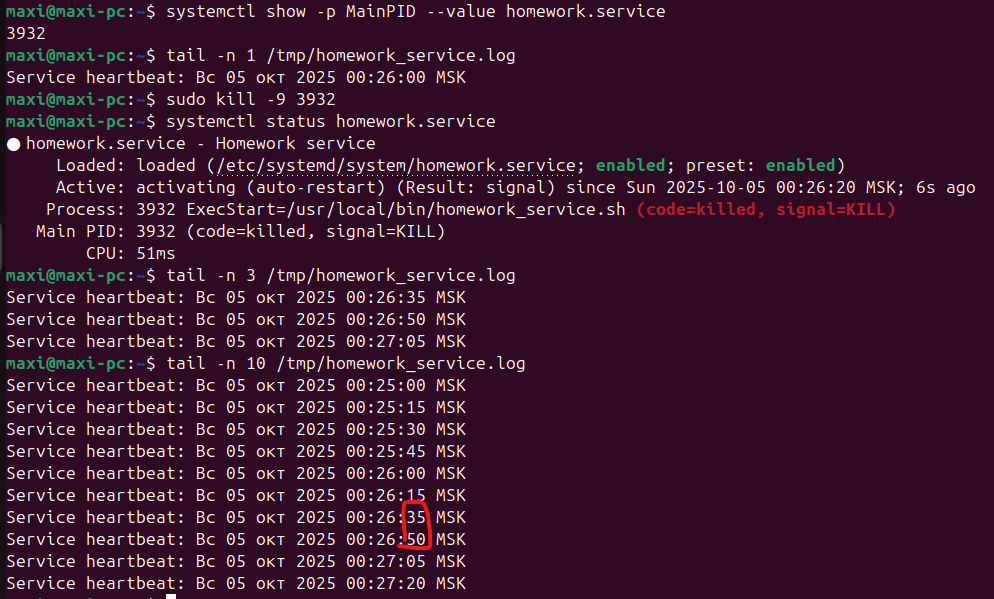 maxi@maxi-pc:~$ systemctl show -p MainPID --value homework.service
3932
maxi@maxi-pc:~$ tail -n 1 /tmp/homework_service.log
Service heartbeat: Вс 05 окт 2025 00:26:00 MSK
maxi@maxi-pc:~$ sudo kill -9 3932
maxi@maxi-pc:~$ systemctl status homework.service
● homework.service - Homework service
Loaded: loaded (/etc/systemd/system/homework.service; enabled; preset: enabled)
Active: activating (auto-restart) (Result: signal) since Sun 2025-10-05 00:26:20 MSK; 6s ago
Process: 3932 ExecStart=/usr/local/bin/homework_service.sh (code=killed, signal=KILL)
Main PID: 3932 (code=killed, signal=KILL)
CPU: 51ms
maxi@maxi-pc:~$ tail -n 3 /tmp/homework_service.log
Service heartbeat: Вс 05 окт 2025 00:26:35 MSK
Service heartbeat: Вс 05 окт 2025 00:26:50 MSK
Service heartbeat: Вс 05 окт 2025 00:27:05 MSK
maxi@maxi-pc:~$ tail -n 10 /tmp/homework_service.log
Service heartbeat: Вс 05 окт 2025 00:25:00 MSK
Service heartbeat: Вс 05 окт 2025 00:25:15 MSK
Service heartbeat: Вс 05 окт 2025 00:25:30 MSK
Service heartbeat: Вс 05 окт 2025 00:25:45 MSK
Service heartbeat: Вс 05 окт 2025 00:26:00 MSK
Service heartbeat: Вс 05 окт 2025 00:26:15 MSK
Service heartbeat: Вс 05 окт 2025 00:26:35 MSK
Service heartbeat: Вс 05 окт 2025 00:26:50 MSK
Service heartbeat: Вс 05 окт 2025 00:27:05 MSK
Service heartbeat: Вс 05 окт 2025 00:27:20 MSK